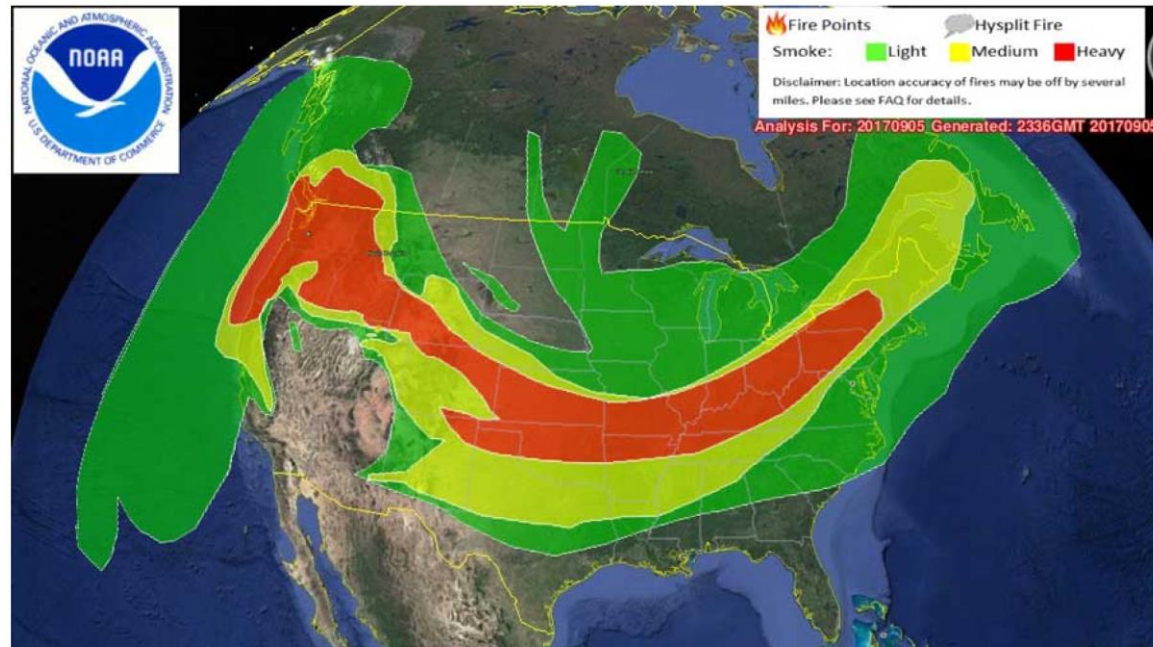 NATIONAL OCEANIC AND ATMOSPHERIC ADMINISTRATION
NOAA
U.S. DEPARTMENT OF COMMERCE
Fire Points Hysplit Fire
Smoke: Light Medium Heavy
Disclaimer: Location accuracy of fires may be off by several
miles. Please see FAQ for details.
Analysis For: 20170905 Generated: 2336GMT 20170905